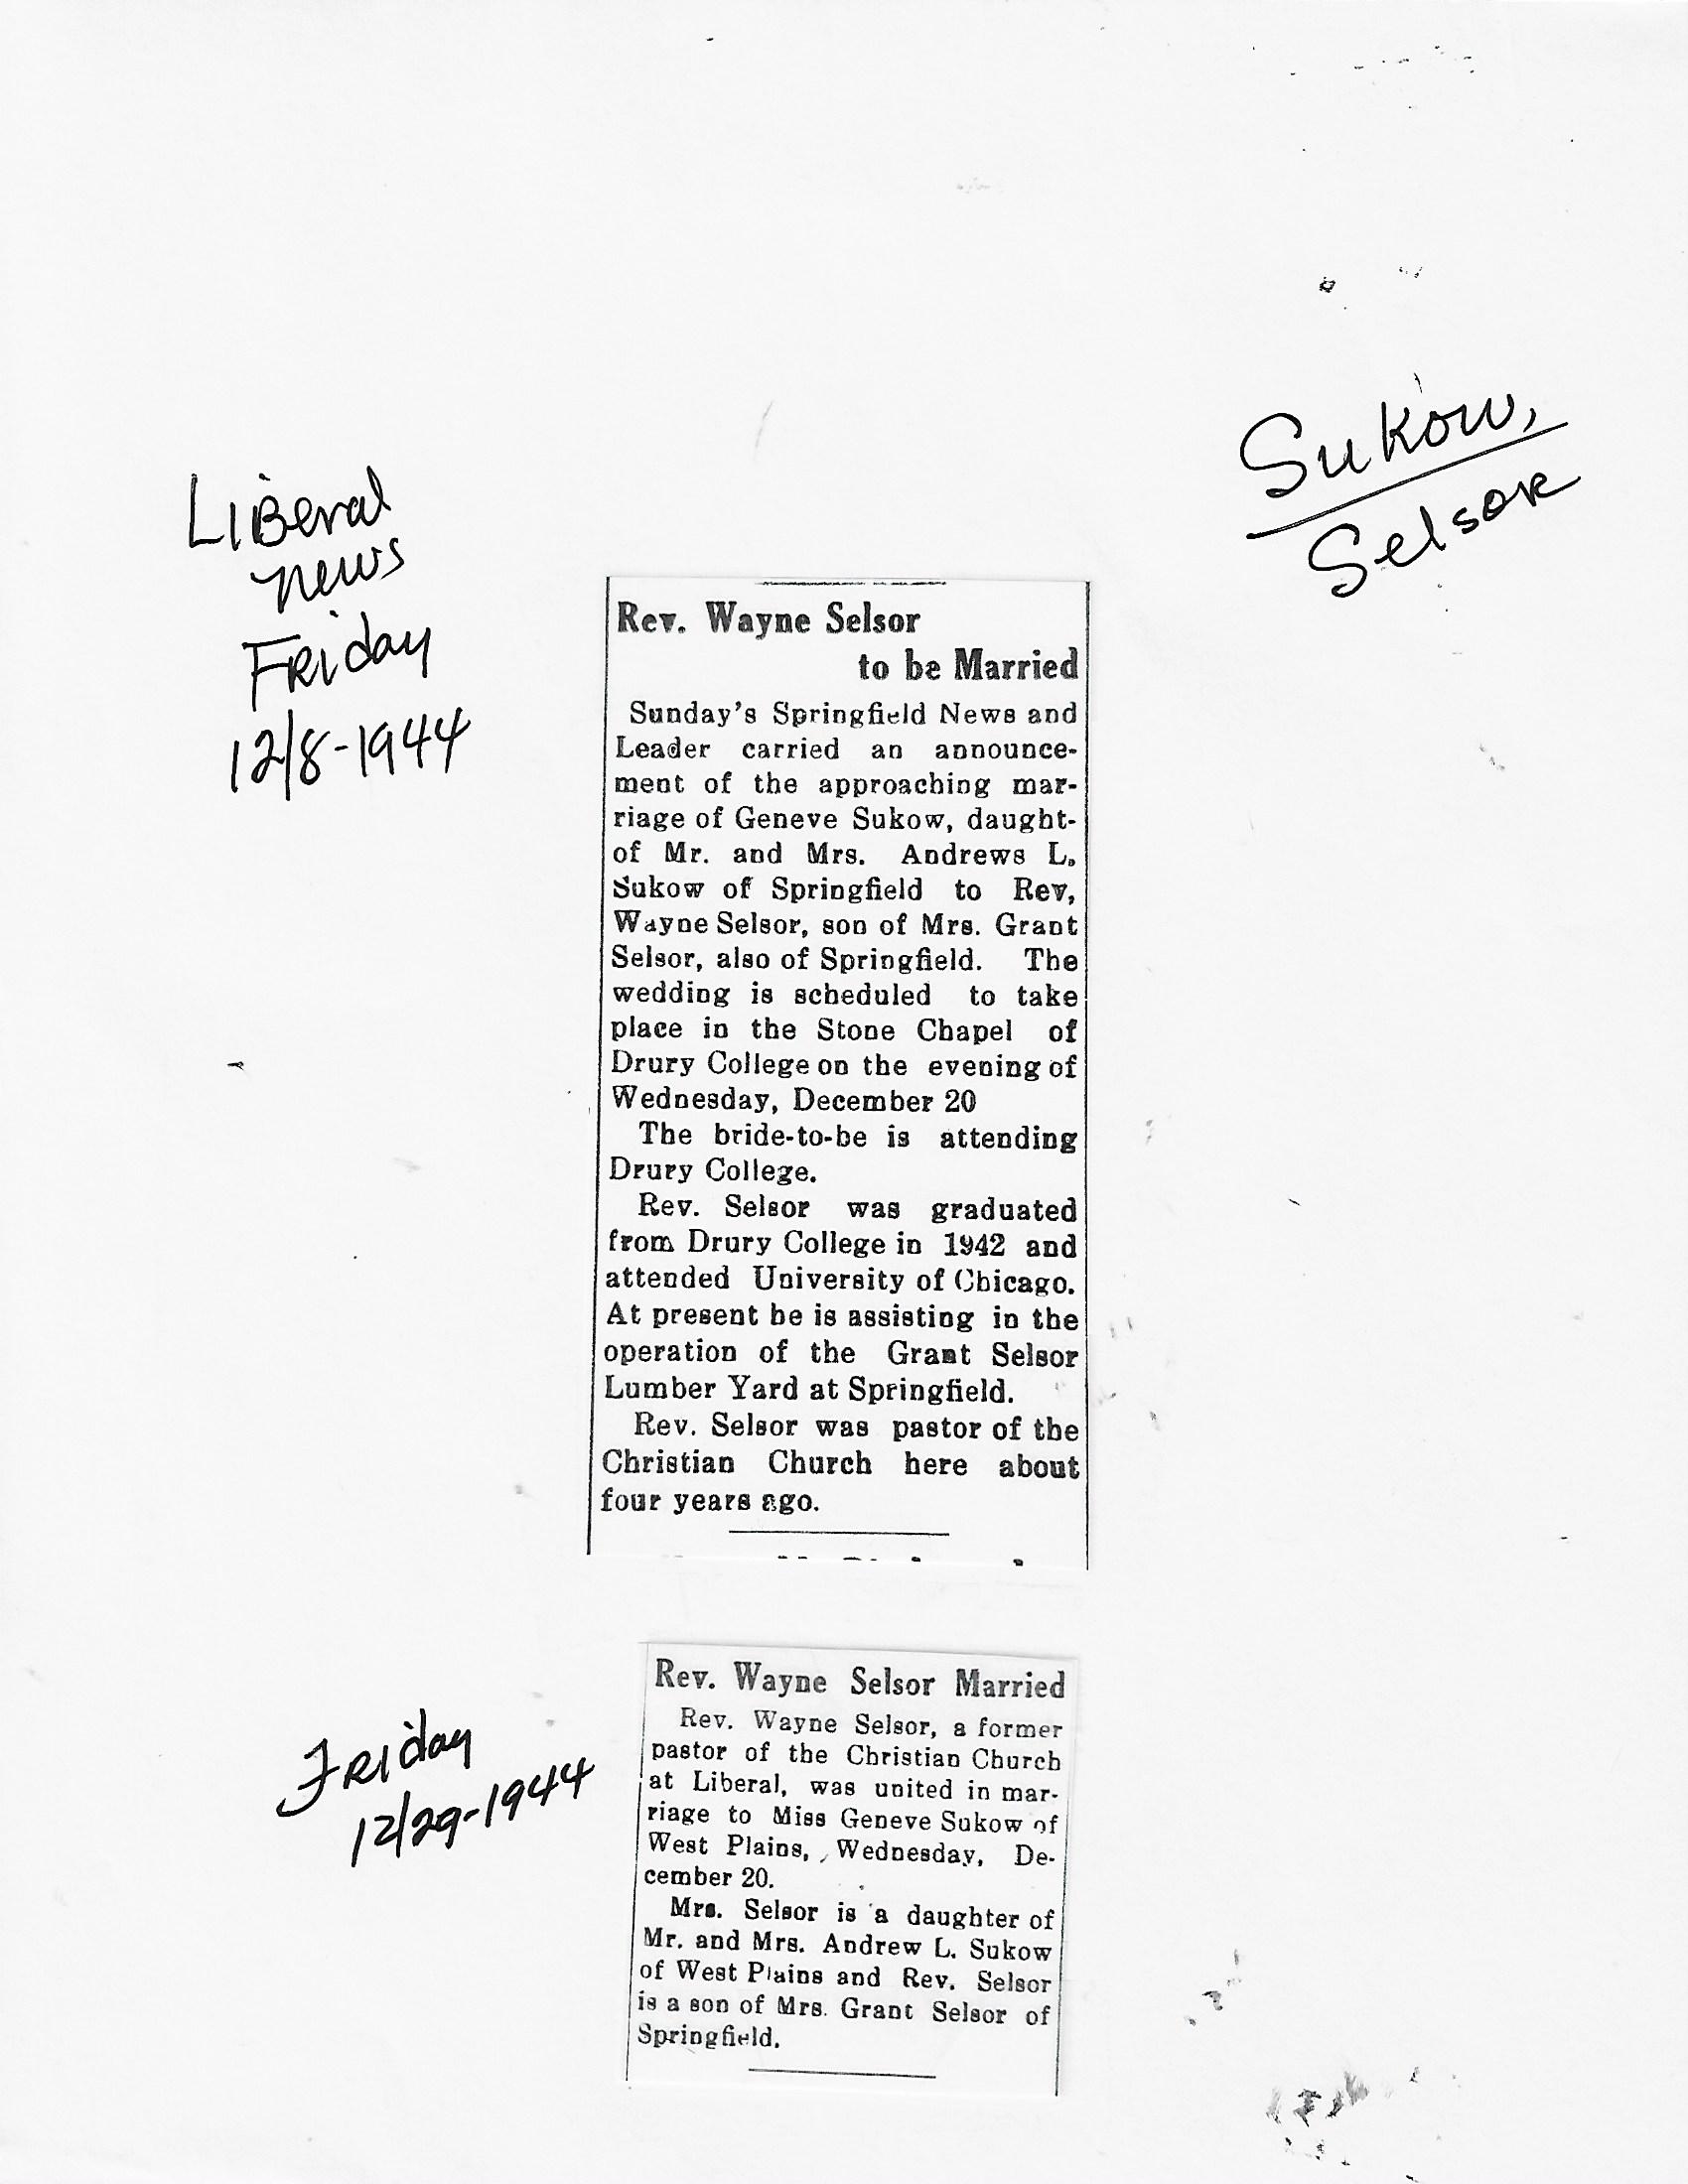 Sukow,
Selsor
Liberal
news
Friday
12/8-1944
Rev. Wayne Selsor
to be Married
Sunday's Springfield News and
Leader carried an announce-
ment of the approaching mar-
riage of Geneve Sukow, daught-
of Mr. and Mrs. Andrews L.
Sukow of Springfield to Rev,
Wayne Selsor, son of Mrs. Grant
Selsor, also of Springfield. The
wedding is scheduled to take
place in the Stone Chapel of
Drury College on the evening of
Wednesday, December 20
The bride-to-be is attending
Drury College.
Rev. Selsor was graduated
from Drury College in 1942 and
attended University of Chicago.
At present he is assisting in the
operation of the Grant Selsor
Lumber Yard at Springfield.
Rev. Selsor was pastor of the
Christian Church here about
four years ago.
Friday
12/29-1944
Rev. Wayne Selsor Married
Rev. Wayne Selsor, a former
pastor of the Christian Church
at Liberal, was united in mar-
riage to Miss Geneve Sukow of
West Plains, Wednesday, De-
cember 20.
Mrs. Selsor is a daughter of
Mr. and Mrs. Andrew L. Sukow
of West Plains and Rev. Selsor
is a son of Mrs. Grant Selsor of
Springfield.